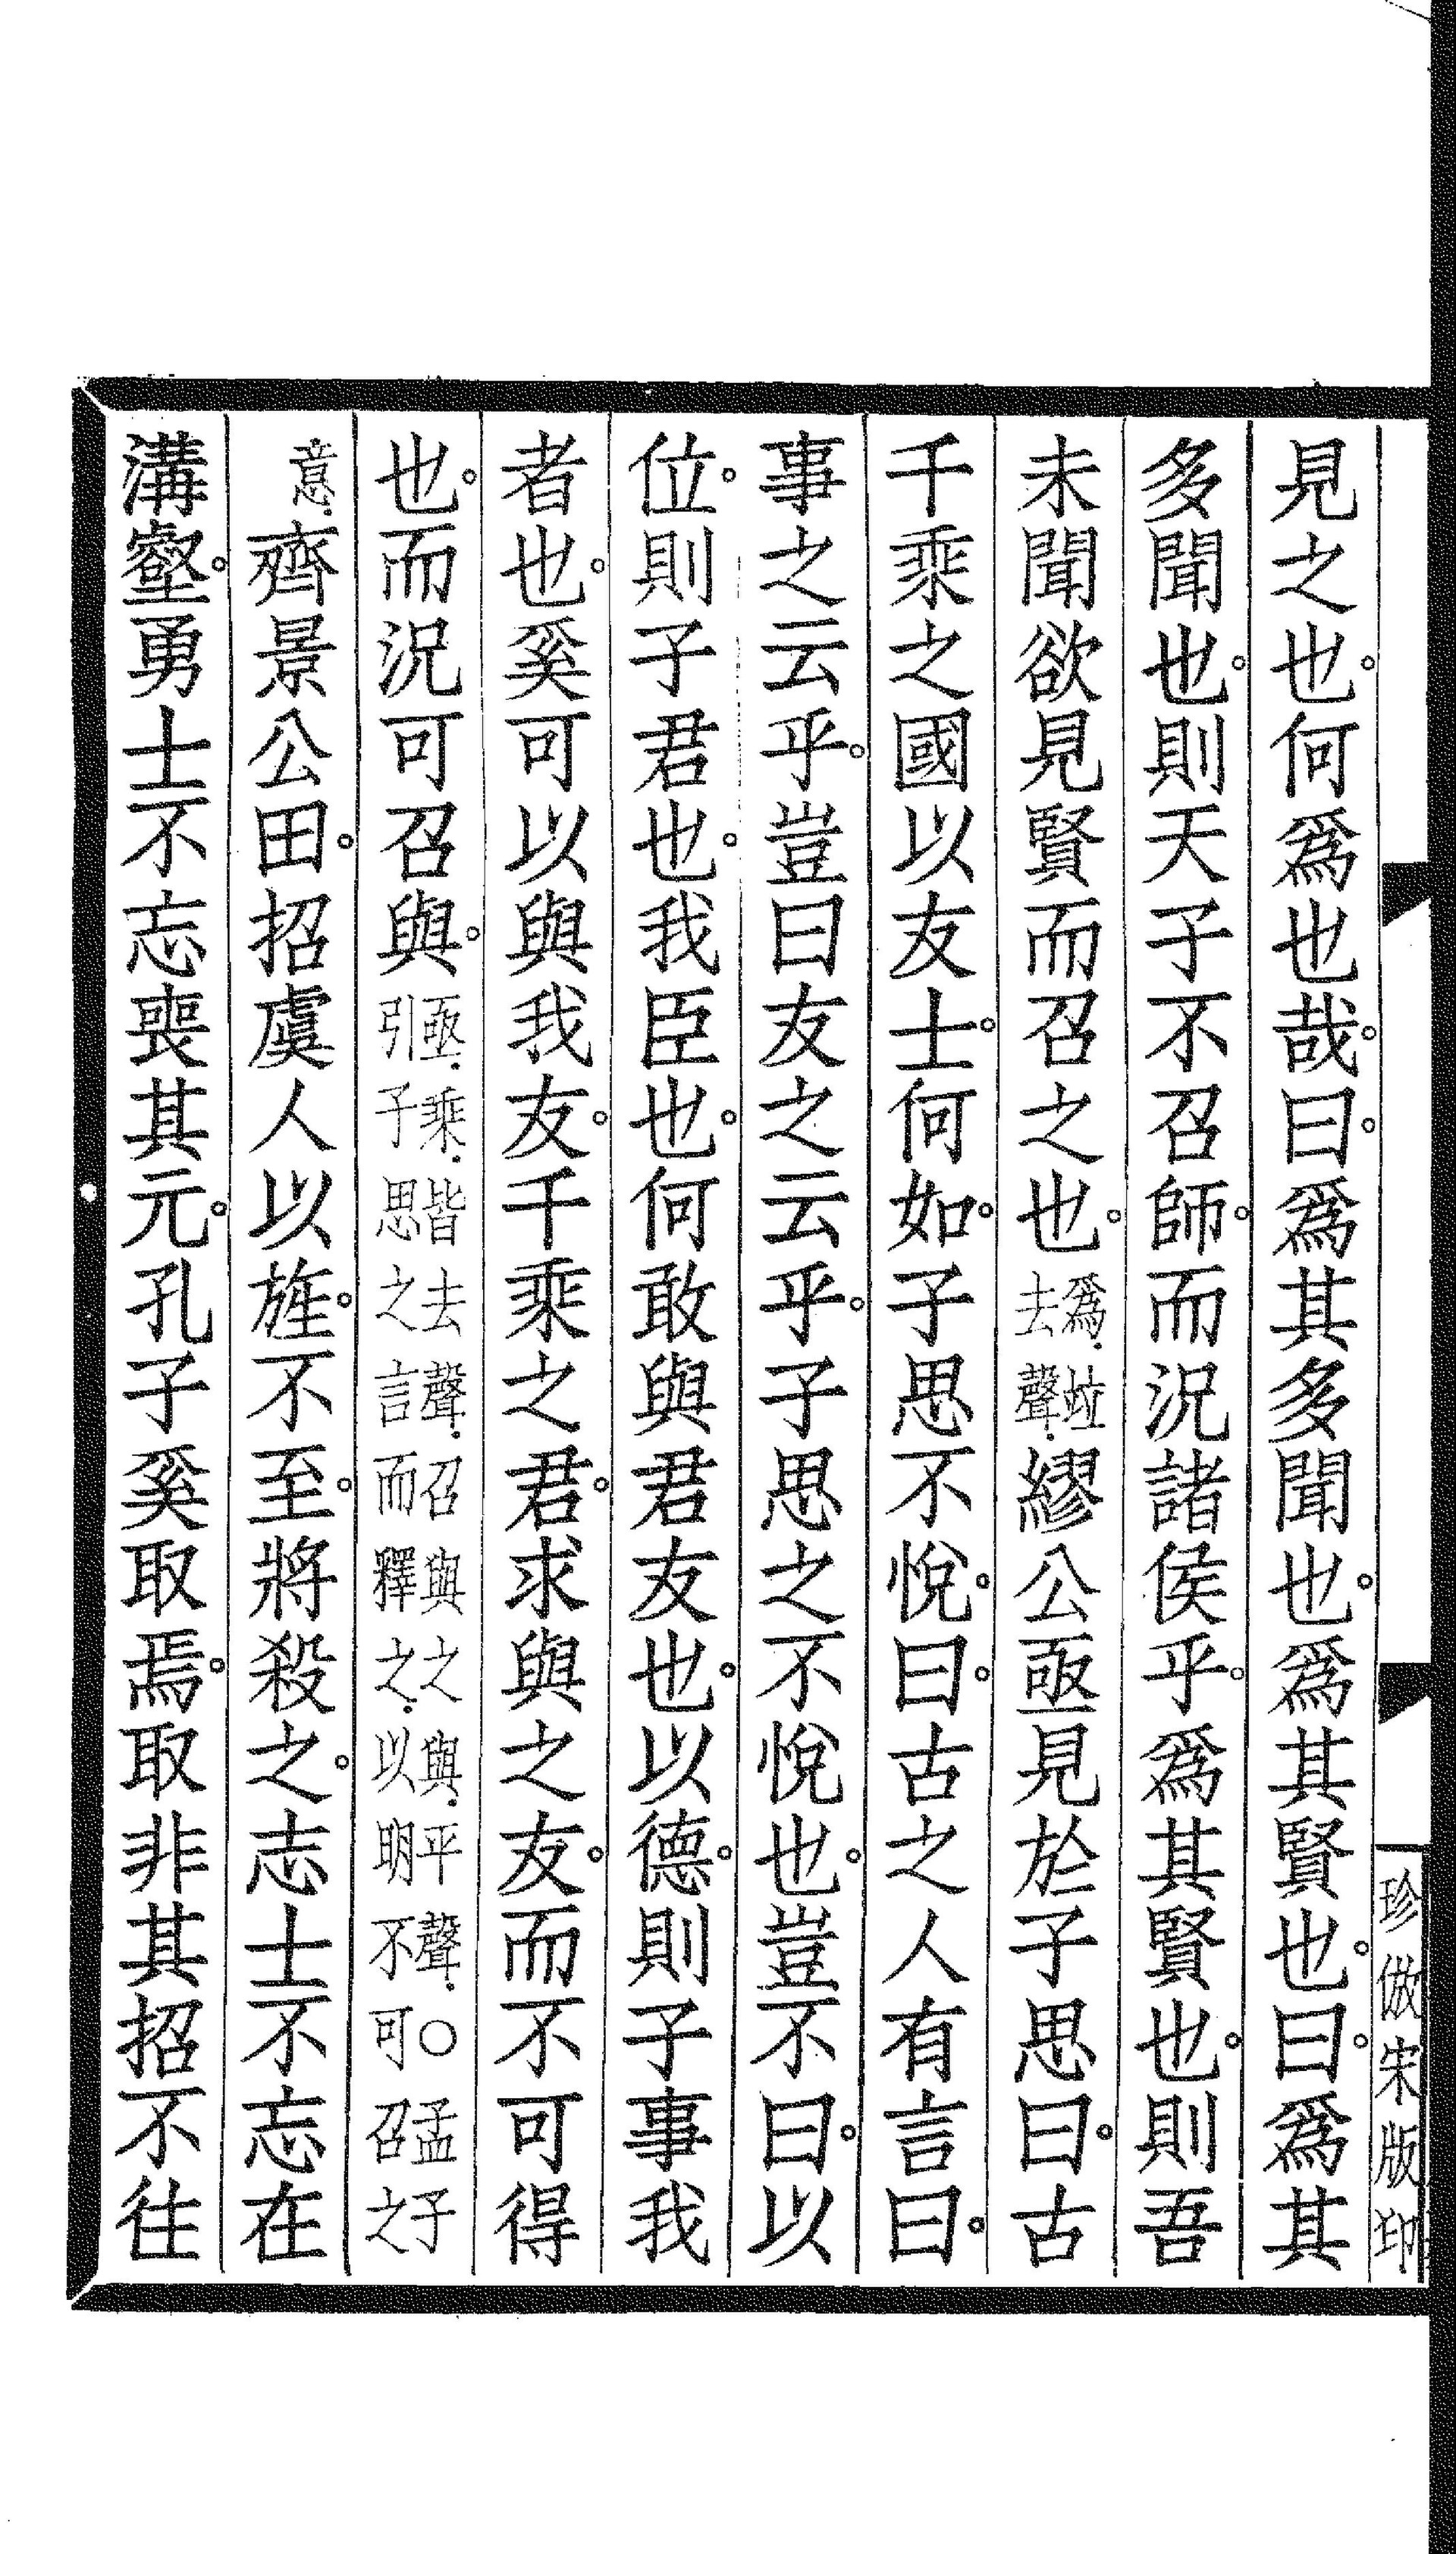 珍倣宋版印
見之也。何爲也哉。曰。爲其多聞也。爲其賢也。曰。爲其
多聞也。則天子不召師。而況諸侯乎。爲其賢也。則吾
未聞欲見賢而召之也。爲.竝去聲.繆公亟見於子思曰。古
千乘之國以友士。何如。子思不悅。曰。古之人有言曰。
事之云乎。豈曰友之云乎。子思之不悅也。豈不曰。以
位。則子君也。我臣也。何敢與君友也。以德。則子事我
者也。奚可以與我友。千乘之君。求與之友。而不可得
也。而況可召與。亟.乘.皆去聲.召與之與.平聲.○孟子引子思之言而釋之.以明不可召之
意.齊景公田。招虞人以旌。不至。將殺之。志士不忘在
溝壑。勇士不忘喪其元。孔子奚取焉。取非其招不往